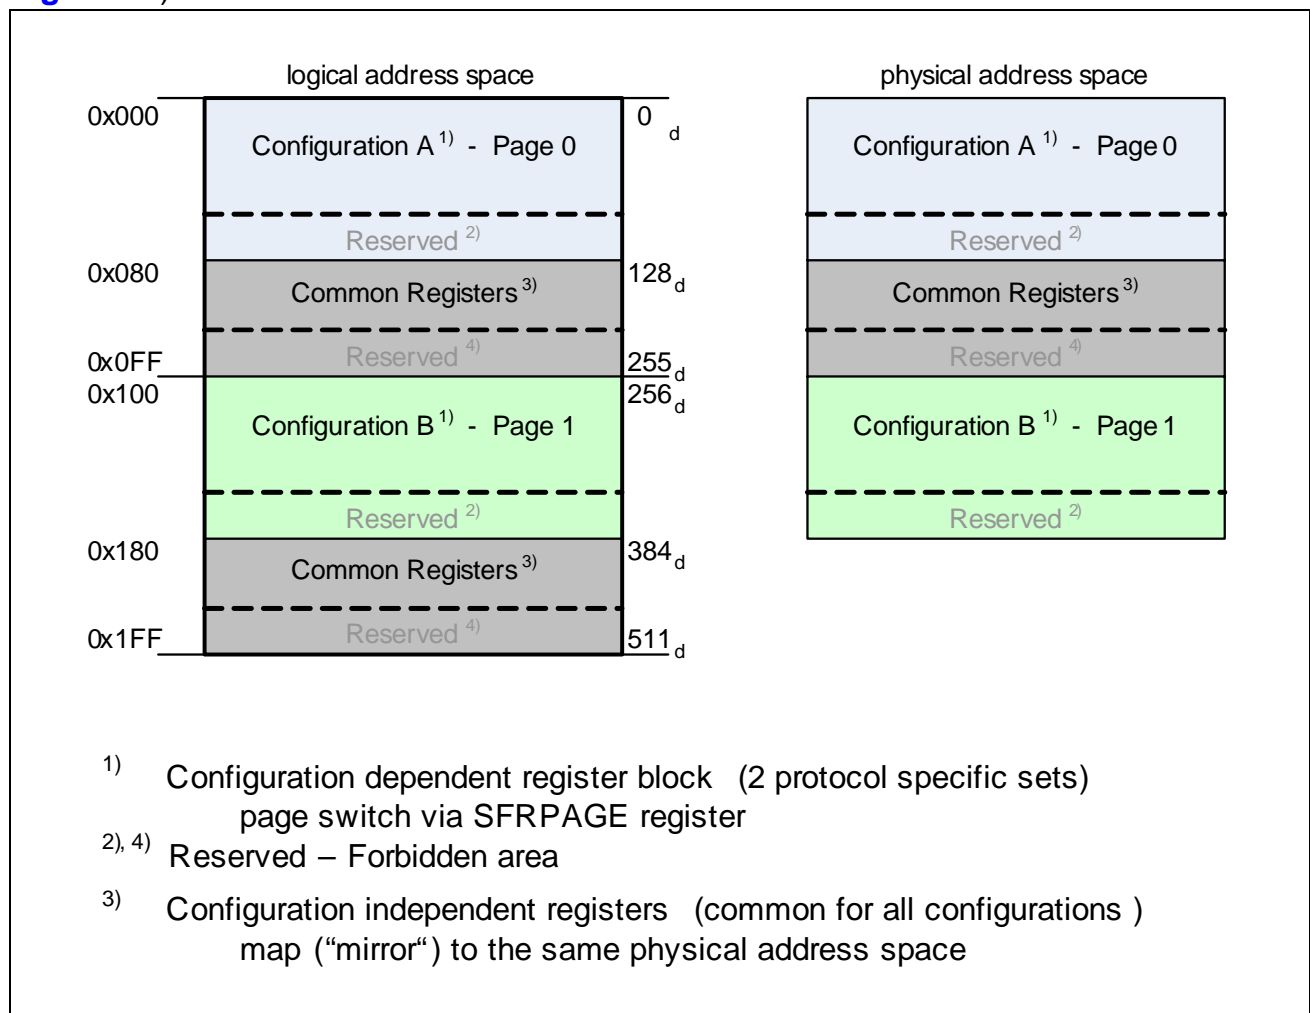 logical address space physical address space
0x000 0 d
Configuration A 1) - Page 0 Configuration A 1) - Page 0
Reserved 2) Reserved 2)
0x080 128 d
Common Registers 3) Common Registers 3)
Reserved 4) Reserved 4)
0x0FF 255 d
0x100 256 d
Configuration B 1) - Page 1 Configuration B 1) - Page 1
Reserved 2) Reserved 2)
0x180 384 d
Common Registers 3)
Reserved 4)
0x1FF 511 d
1) Configuration dependent register block (2 protocol specific sets)
page switch via SFRPAGE register
2), 4) Reserved – Forbidden area
3) Configuration independent registers (common for all configurations )
map (“mirror“) to the same physical address space